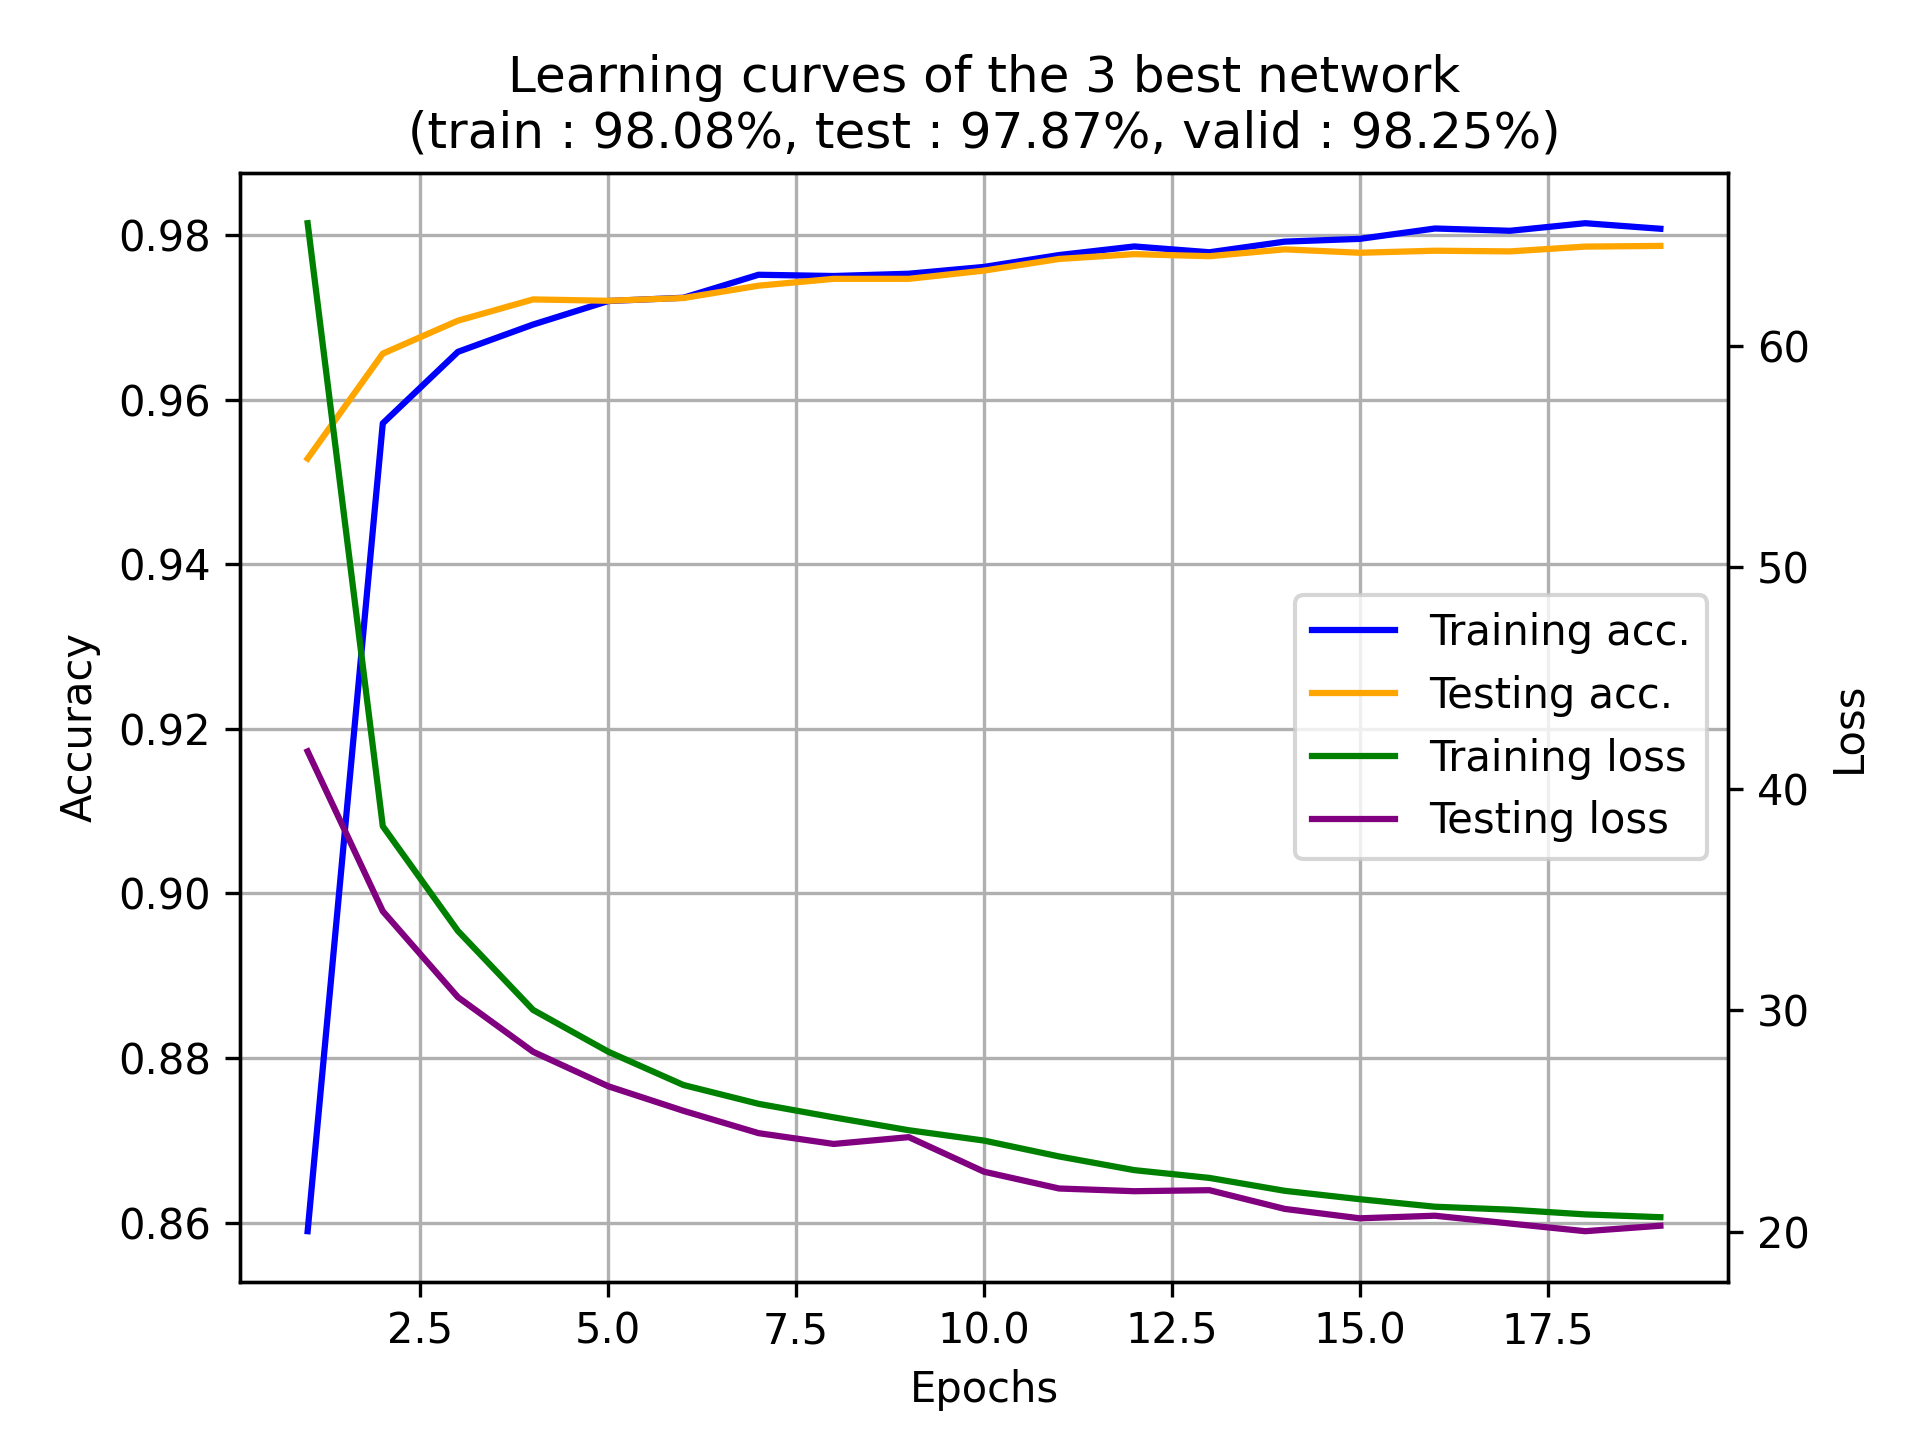 Learning curves of the 3 best network
(train : 98.08%, test : 97.87%, valid : 98.25%)
0.98
0.96
0.94
0.92
0.90
0.88
0.86
Accuracy
60
50
40
30
20
Loss
Training acc.
Testing acc.
Training loss
Testing loss
2.5 5.0 7.5 10.0 12.5 15.0 17.5
Epochs